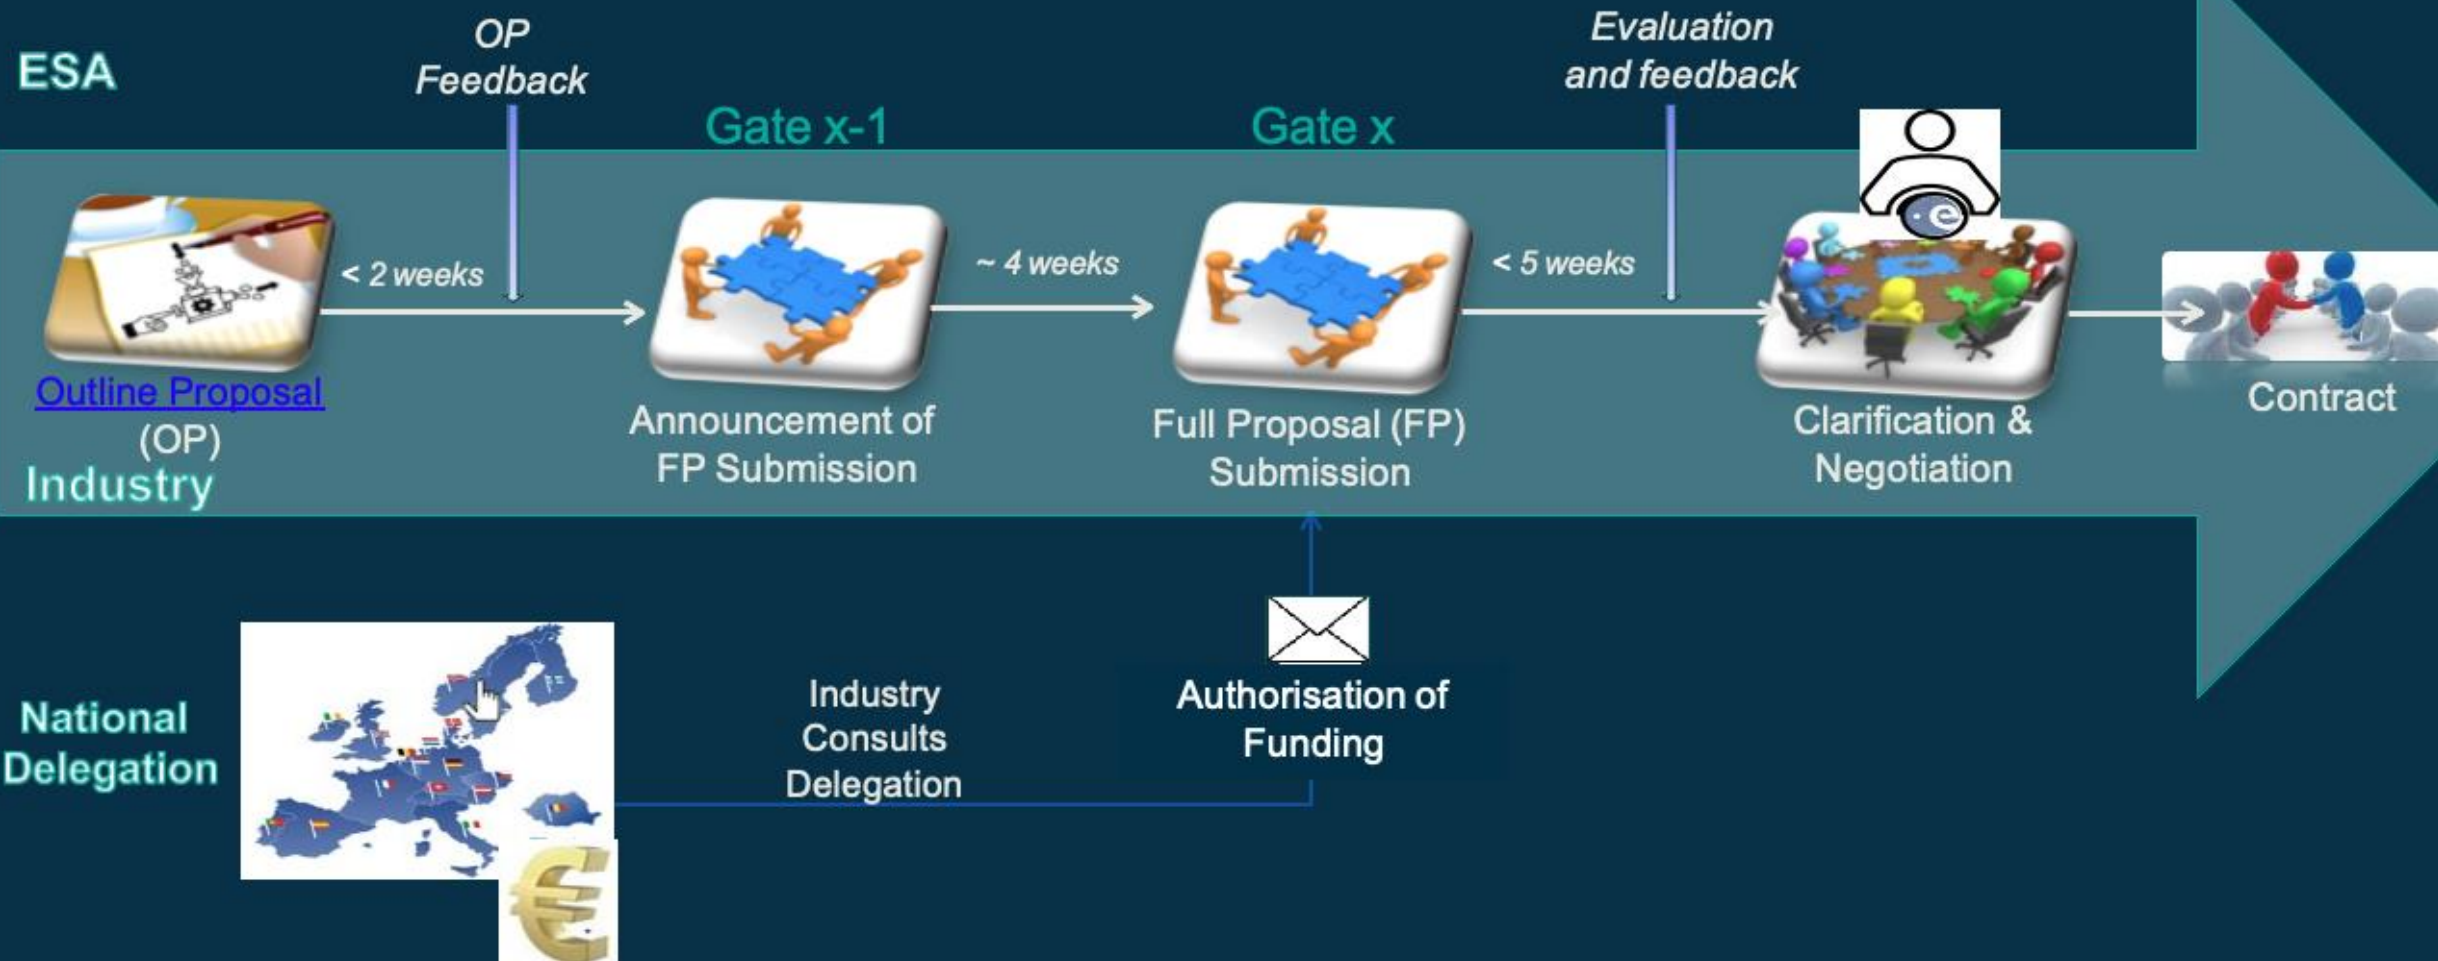 ESA
OP
Feedback
Evaluation
and feedback
Gate x-1
Gate x
< 2 weeks
~ 4 weeks
< 5 weeks
Outline Proposal
(OP)
Announcement of
FP Submission
Full Proposal (FP)
Submission
Clarification &
Negotiation
Contract
Industry
National
Delegation
Industry
Consults
Delegation
Authorisation of
Funding